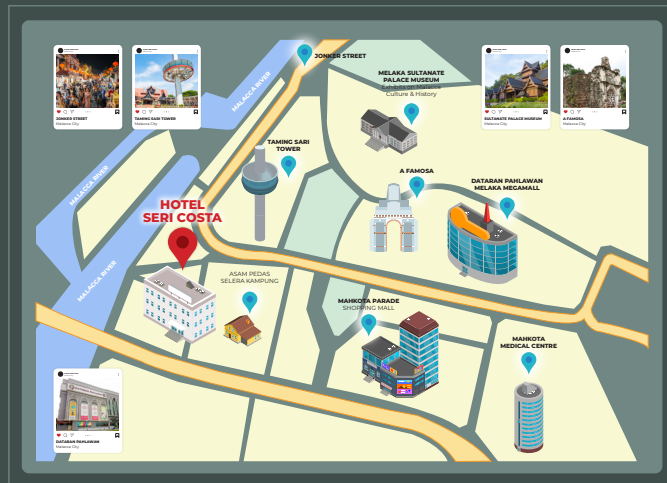 JONKER STREET
Malacca City
TAMING SARI TOWER
Malacca City
MALACCA RIVER
JONKER STREET
MELAKA SULTANATE
PALACE MUSEUM
Exhibits on Malaccan
Culture & History
SULTANATE PALACE MUSEUM
Malacca City
A FAMOSA
Malacca City
TAMING SARI
TOWER
MALACCA RIVER
A FAMOSA
DATARAN PAHLAWAN
MELAKA MEGAMALL
HOTEL
SERI COSTA
MALACCA RIVER
ASAM PEDAS
SELERA KAMPUNG
MAHKOTA PARADE
SHOPPING MALL
MAHKOTA
MEDICAL CENTRE
DATARAN PAHLAWAN
Malacca City